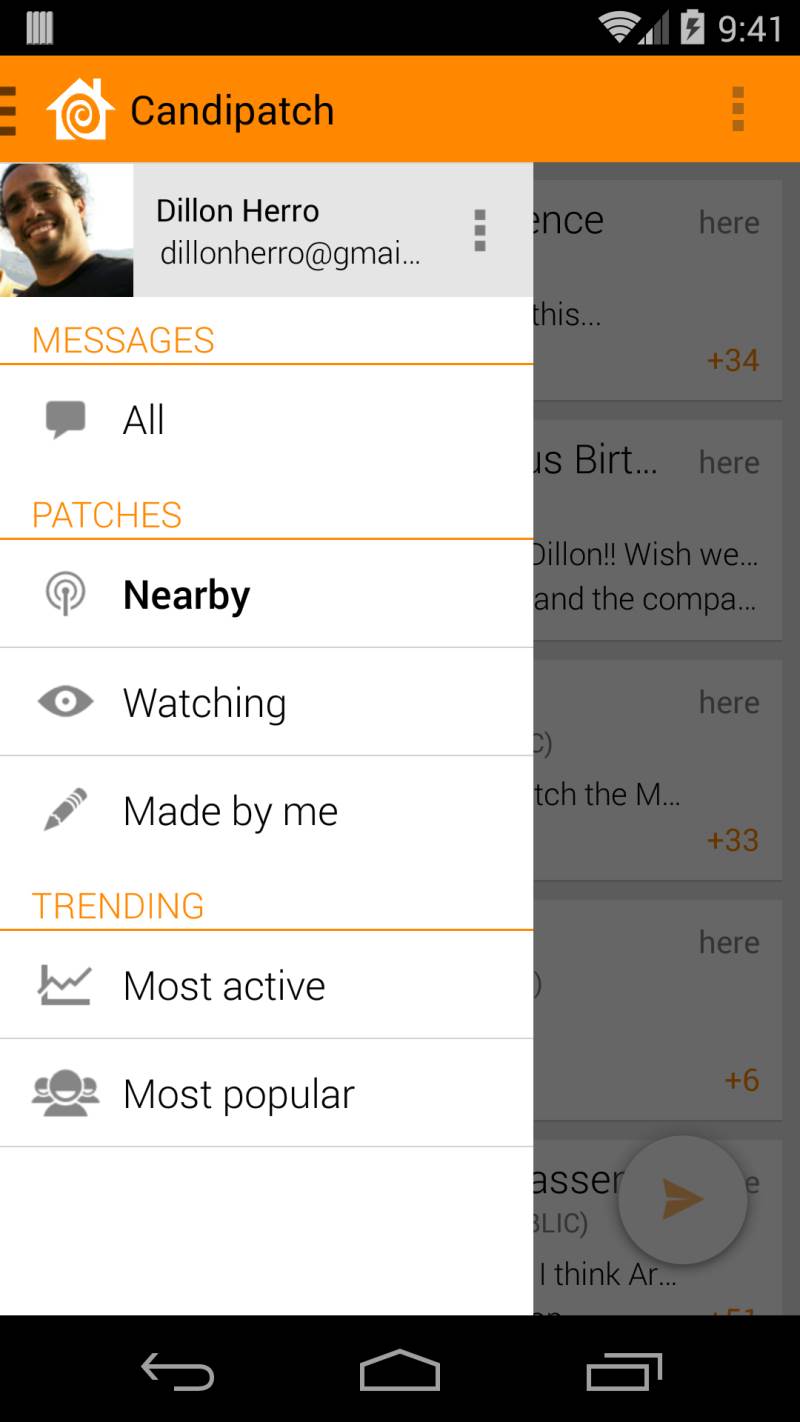 9:41
Candipatch
Dillon Herro
dillonherro@gmai...
MESSAGES
All
PATCHES
Nearby
Watching
Made by me
TRENDING
Most active
Most popular
ence here
this...
+34
us Birt... here
Dillon!! Wish we...
and the compa...
here
C)
tch the M...
+33
here
)
+6
assen e
BLIC)
I think Ar...
+51